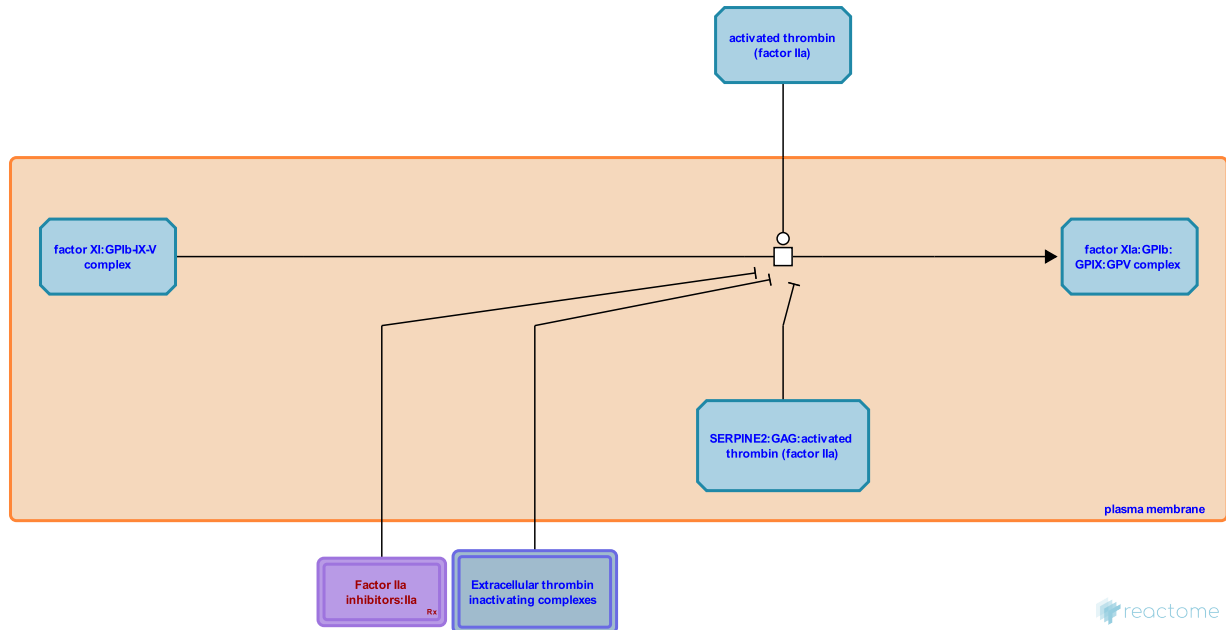 activated thrombin
(factor IIa)
factor XI:GPIb-IX-V
complex
factor XIa:GPIb:
GPIX:GPV complex
SERPINE2:GAG:activated
thrombin (factor IIa)
plasma membrane
Factor IIa
inhibitors:IIa
Rx
Extracellular thrombin
inactivating complexes
reactome